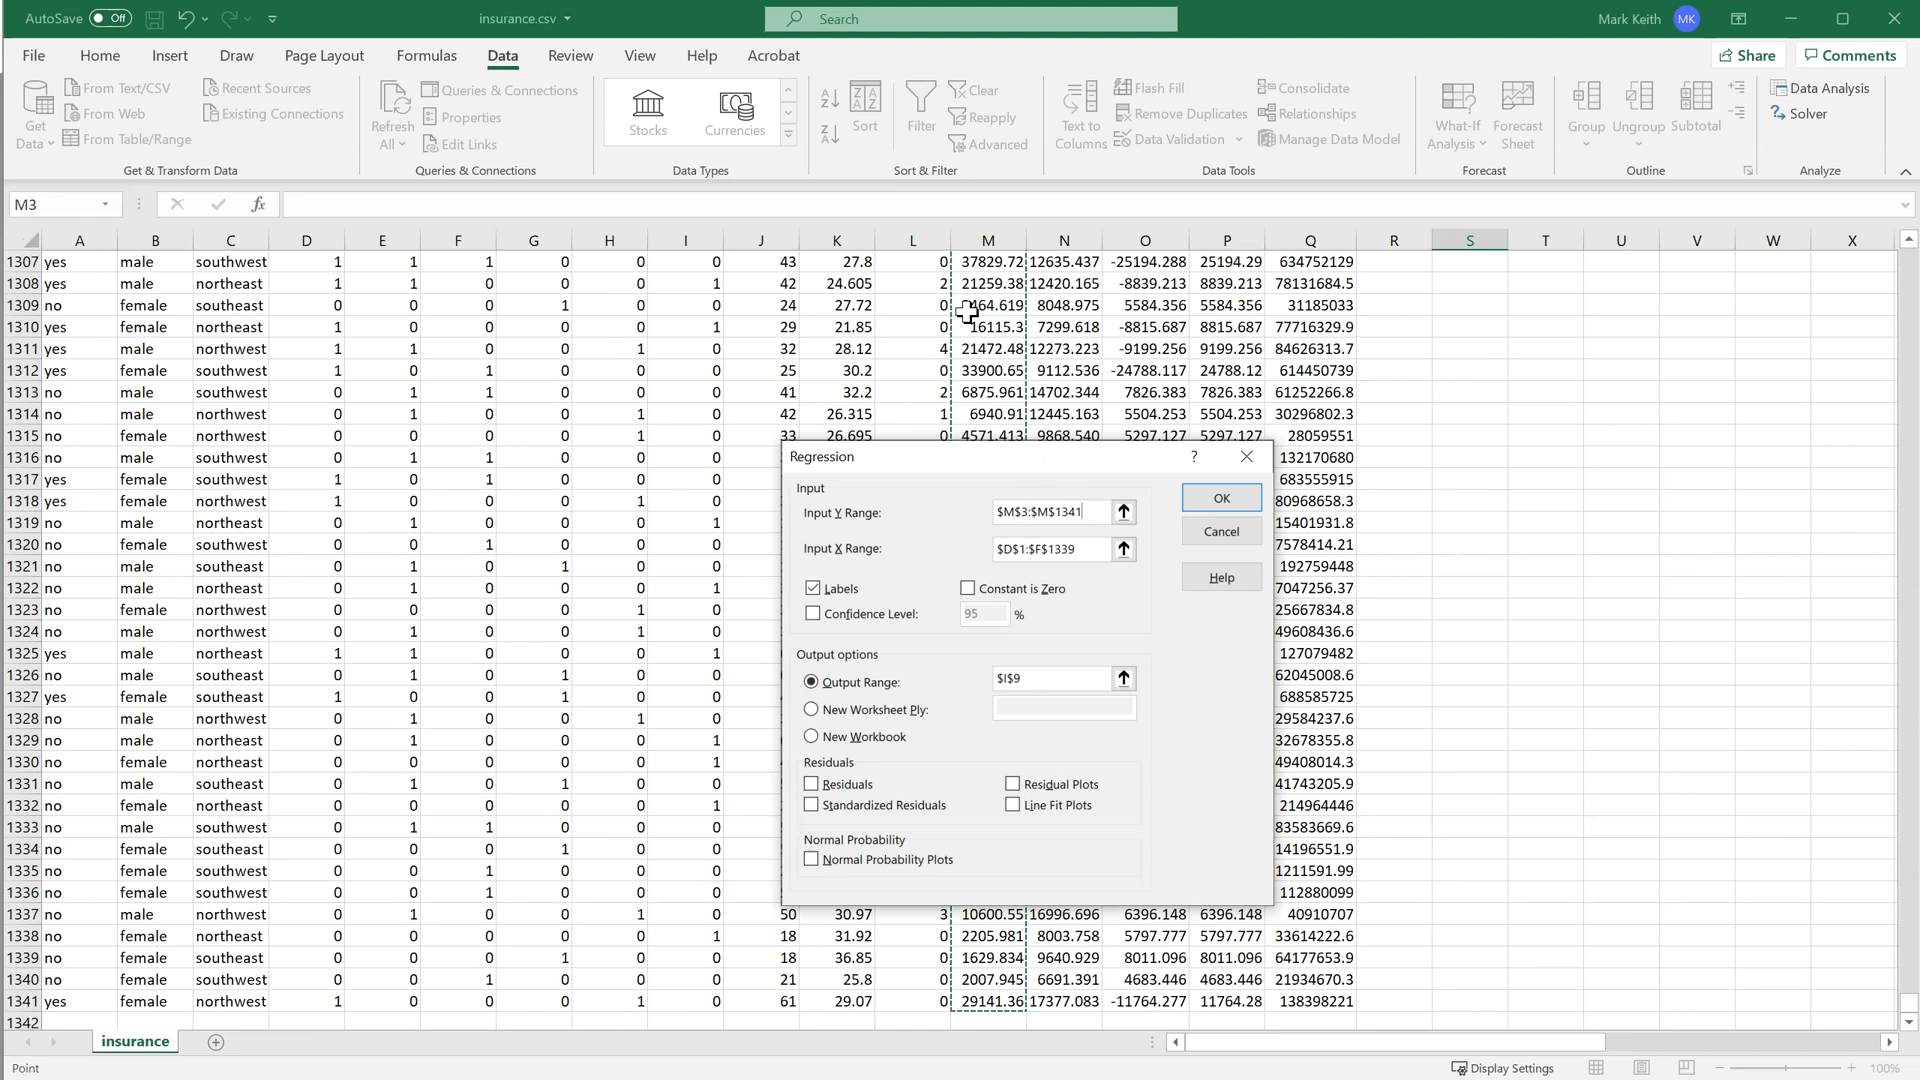 AutoSave Off insurance.csv Search Mark Keith MK
File Home Insert Draw Page Layout Formulas Data Review View Help Acrobat Share Comments
Get Data
From Text/CSV
From Web
From Table/Range
Recent Sources
Existing Connections
Get & Transform Data
Refresh All
Queries & Connections
Properties
Edit Links
Queries & Connections
Stocks Currencies
Data Types
Sort Filter
Clear
Reapply
Advanced
Sort & Filter
Text to Columns
Flash Fill
Remove Duplicates
Data Validation
Consolidate
Relationships
Manage Data Model
Data Tools
What-If Analysis
Forecast Sheet
Forecast
Group Ungroup Subtotal
Outline
Data Analysis
Solver
Analyze
M3 fx
A B C D E F G H I J K L M N O P Q R S T U V W X
1307 yes male southwest 1 1 1 0 0 0 43 27.8 0 37829.72 12635.437 -25194.288 25194.29 634752129
1308 yes male northeast 1 1 0 0 0 1 42 24.605 2 21259.38 12420.165 -8839.213 8839.213 78131684.5
1309 no female southeast 0 0 0 1 0 0 24 27.72 0 464.619 8048.975 5584.356 5584.356 31185033
1310 yes female northeast 1 0 0 0 0 1 29 21.85 0 16115.3 7299.618 -8815.687 8815.687 77716329.9
1311 yes male northwest 1 1 0 0 1 0 32 28.12 4 21472.48 12273.223 -9199.256 9199.256 84626313.7
1312 yes female southwest 1 0 1 0 0 0 25 30.2 0 33900.65 9112.536 -24788.117 24788.12 614450739
1313 no male southwest 0 1 1 0 0 0 41 32.2 2 6875.961 14702.344 7826.383 7826.383 61252266.8
1314 no male northwest 0 1 0 0 1 0 42 26.315 1 6940.91 12445.163 5504.253 5504.253 30296802.3
1315 no female northwest 0 0 0 0 1 0 33 26.695 0 4571.413 9868.540 5297.127 5297.127 28059551
1316 no male southwest 0 1 1 0 0 0 132170680
1317 yes female southwest 1 0 1 0 0 0 683555915
1318 yes female northwest 1 0 0 0 1 0 80968658.3
1319 no male northeast 0 1 0 0 0 1 15401931.8
1320 no female southwest 0 0 1 0 0 0 7578414.21
1321 no male southeast 0 1 0 1 0 0 192759448
1322 no male northeast 0 1 0 0 0 1 7047256.37
1323 no female northwest 0 0 0 0 1 0 25667834.8
1324 no male northwest 0 1 0 0 1 0 49608436.6
1325 yes male northeast 1 1 0 0 0 1 127079482
1326 no female southeast 0 0 0 1 0 0 62045008.6
1327 yes female southeast 1 0 0 1 0 0 688585725
1328 no male northwest 0 1 0 0 1 0 29584237.6
1329 no male northeast 0 1 0 0 0 1 32678355.8
1330 no female northeast 0 0 0 0 0 1 49408014.3
1331 no male southeast 0 1 0 1 0 0 41743205.9
1332 no female northeast 0 0 0 0 0 1 214964446
1333 no male southwest 0 1 1 0 0 0 83583669.6
1334 no female southeast 0 0 0 1 0 0 14196551.9
1335 no female southwest 0 0 1 0 0 0 1211591.99
1336 no female southwest 0 0 1 0 0 0 112880099
1337 no male northwest 0 1 0 0 1 0 50 30.97 3 10600.55 16996.696 6396.148 6396.148 40910707
1338 no female northeast 0 0 0 0 0 1 18 31.92 0 2205.981 8003.758 5797.777 5797.777 33614222.6
1339 no female southeast 0 0 0 1 0 0 18 36.85 0 1629.834 9640.929 8011.096 8011.096 64177653.9
1340 no female southwest 0 0 1 0 0 0 21 25.8 0 2007.945 6691.391 4683.446 4683.446 21934670.3
1341 yes female northwest 1 0 0 0 1 0 61 29.07 0 29141.36 17377.083 -11764.277 11764.28 138398221
1342
Regression ?
Input
Input Y Range: $M$3:$M$1341
Input X Range: $D$1:$F$1339
Labels Constant is Zero
Confidence Level: 95 %
OK
Cancel
Help
Output options
Output Range: $I$9
New Worksheet Ply:
New Workbook
Residuals
Residuals Residual Plots
Standardized Residuals Line Fit Plots
Normal Probability
Normal Probability Plots
insurance
Point Display Settings 100%